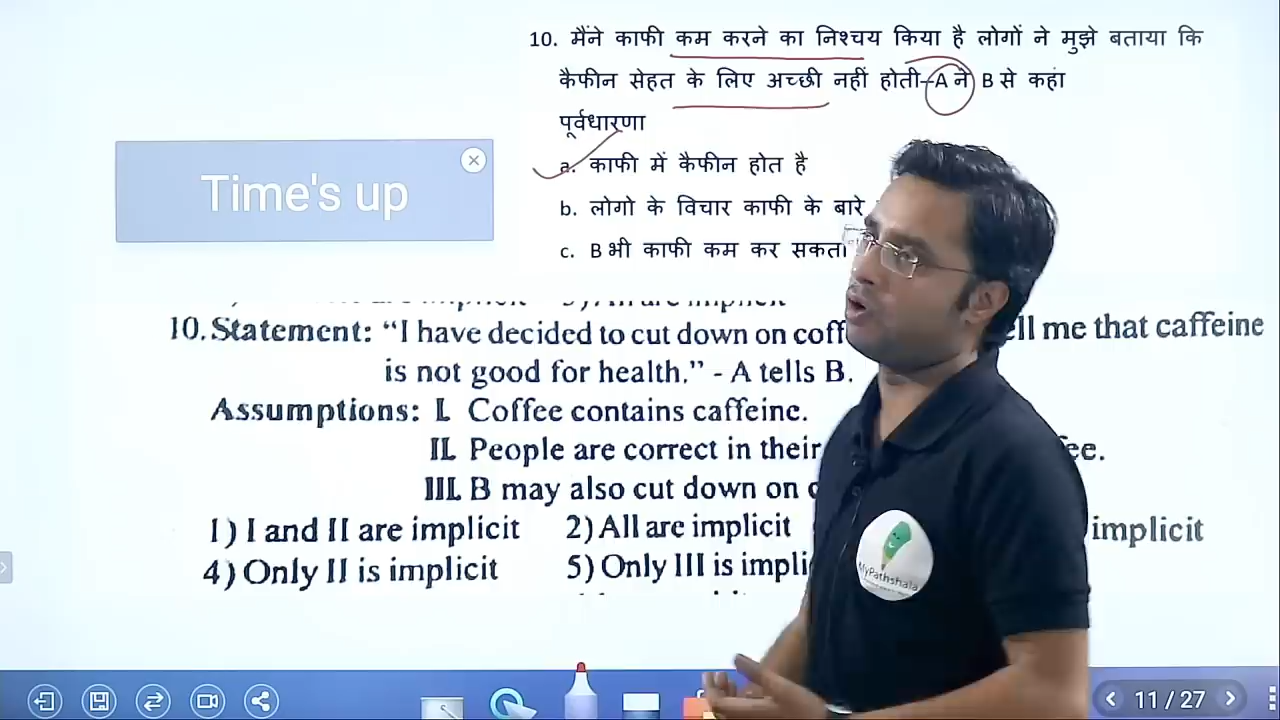 10. मैंने काफी कम करने का निश्चय किया है लोगों ने मुझे बताया कि
कैफीन सेहत के लिए अच्छी नहीं होती–A ने B से कहां
पूर्वधारणा
a. काफी में कैफीन होत है
b. लोगो के विचार काफी के बारे
c. B भी काफी कम कर सकता
Time's up
10. Statement: “I have decided to cut down on coff ell me that caffeine
is not good for health.” - A tells B.
Assumptions: I. Coffee contains caffeine.
II. People are correct in their ee.
III. B may also cut down on
1) I and II are implicit 2) All are implicit implicit
4) Only II is implicit 5) Only III is impli
MyPathshala
11 / 27